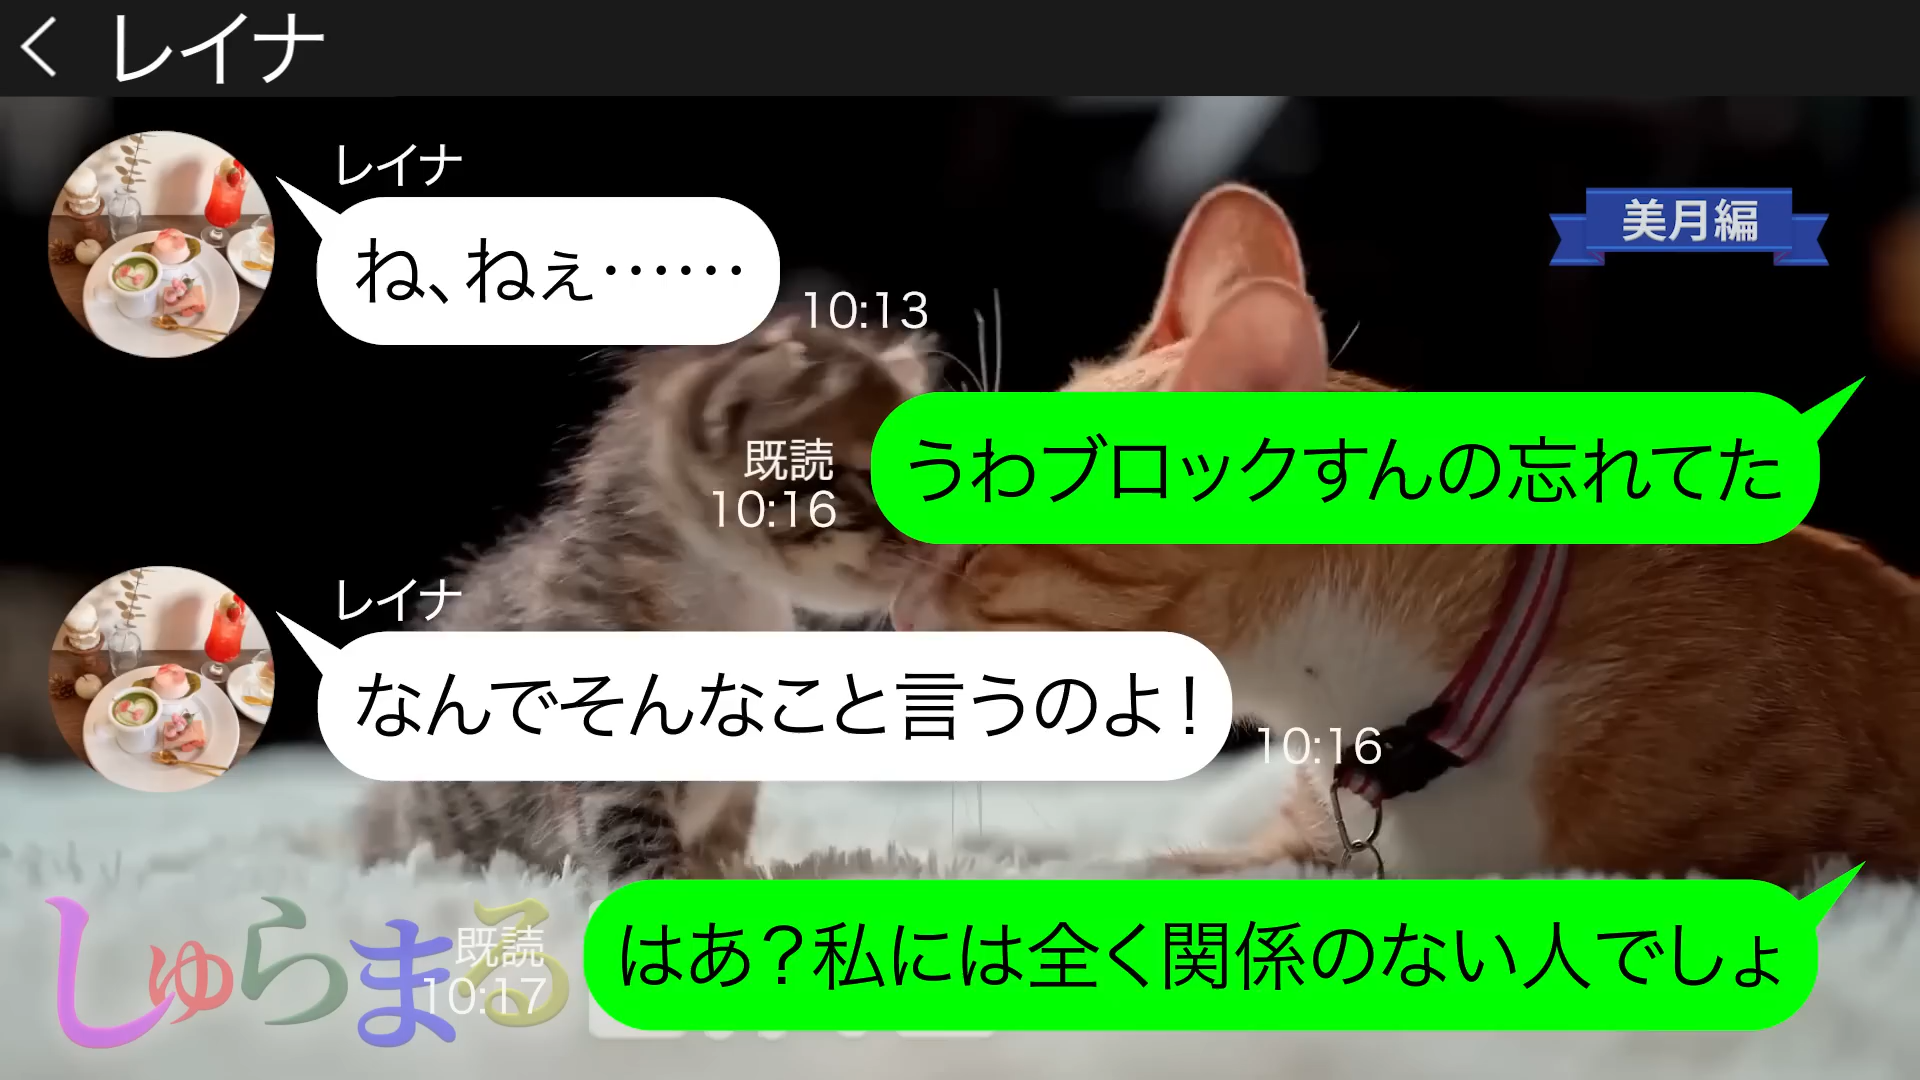 レイナ
レイナ
美月編
ね、ねぇ……
10:13
うわブロックすんの忘れてた
既読
10:16
レイナ
なんでそんなこと言うのよ！
10:16
はあ？私には全く関係のない人でしょ
既読
10:17
しゅらまる